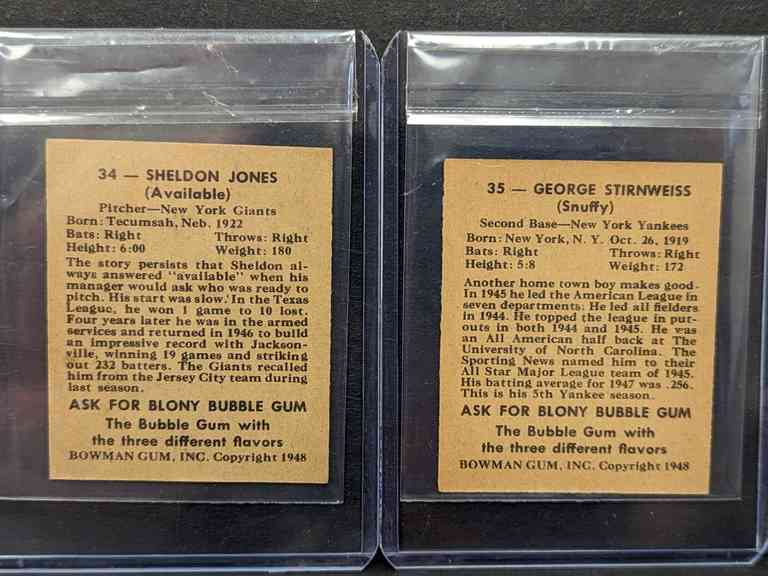 34 — SHELDON JONES
(Available)
Pitcher—New York Giants
Born: Tecumsah, Neb. 1922
Bats: Right Throws: Right
Height: 6:00 Weight: 180
The story persists that Sheldon al-
ways answered "available" when his
manager would ask who was ready to
pitch. His start was slow. In the Texas
League, he won 1 game to 10 lost.
Four years later he was in the armed
services and returned in 1946 to build
an impressive record with Jackson-
ville, winning 19 games and striking
out 232 batters. The Giants recalled
him from the Jersey City team during
last season.
ASK FOR BLONY BUBBLE GUM
The Bubble Gum with
the three different flavors
BOWMAN GUM, INC. Copyright 1948
35 — GEORGE STIRNWEISS
(Snuffy)
Second Base—New York Yankees
Born: New York, N. Y. Oct. 26, 1919
Bats: Right Throws: Right
Height: 5:8 Weight: 172
Another home town boy makes good.
In 1945 he led the American League in
seven departments: He led all fielders
in 1944. He topped the league in put-
outs in both 1944 and 1945. He was
an All American half back at The
University of North Carolina. The
Sporting News named him to their
All Star Major League team of 1945.
His batting average for 1947 was .256.
This is his 5th Yankee season.
ASK FOR BLONY BUBBLE GUM
The Bubble Gum with
the three different flavors
BOWMAN GUM, INC. Copyright 1948